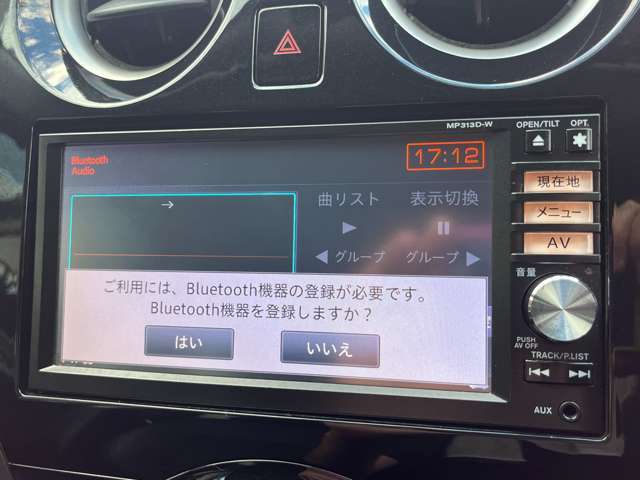 MP313D-W
OPEN/TILT OPT.
Bluetooth
Audio
17:12
現在地
曲リスト 表示切換
メニュー
AV
◀グループ グループ▶
音量
ご利用には、Bluetooth機器の登録が必要です。
Bluetooth機器を登録しますか？
はい いいえ
PUSH
AV OFF
TRACK/P.LIST
AUX